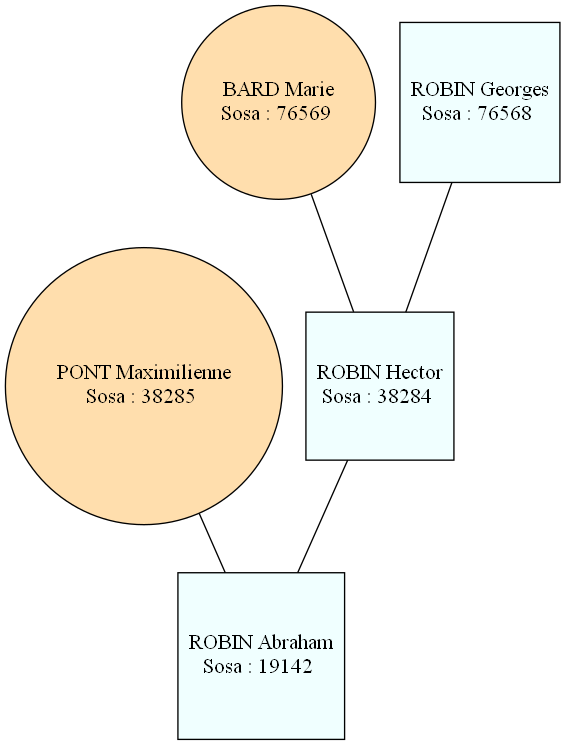 BARD Marie
Sosa : 76569
ROBIN Georges
Sosa : 76568
PONT Maximilienne
Sosa : 38285
ROBIN Hector
Sosa : 38284
ROBIN Abraham
Sosa : 19142